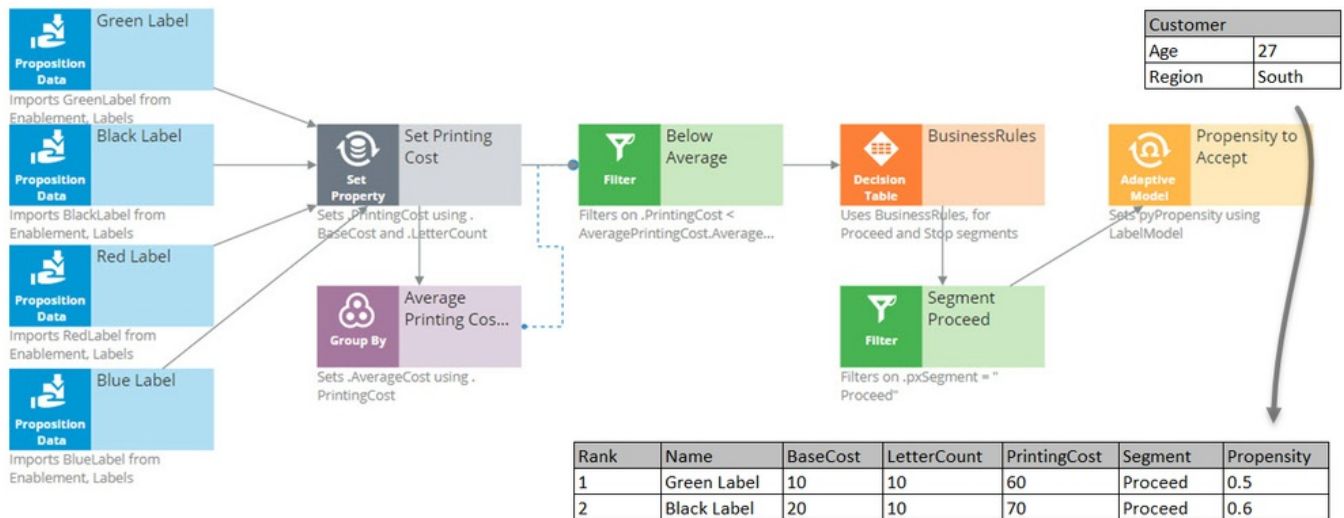 Green Label
Proposition
Data
Imports GreenLabel from
Enablement, Labels
Black Label
Proposition
Data
Imports BlackLabel from
Enablement, Labels
Red Label
Proposition
Data
Imports RedLabel from
Enablement, Labels
Blue Label
Proposition
Data
Imports BlueLabel from
Enablement, Labels
Set Printing
Cost
Set
Property
Sets .PrintingCost using .
BaseCost and .LetterCount
Average
Printing Cos...
Group By
Sets .AverageCost using .
PrintingCost
Below
Average
Filter
Filters on .PrintingCost <
AveragePrintingCost.Average...
BusinessRules
Decision
Table
Uses BusinessRules, for
Proceed and Stop segments
Segment
Proceed
Filter
Filters on .pxSegment = "
Proceed"
Propensity to
Accept
Adaptive
Model
Sets pyPropensity using
LabelModel
Customer
Age 27
Region South
Rank Name BaseCost LetterCount PrintingCost Segment Propensity
1 Green Label 10 10 60 Proceed 0.5
2 Black Label 20 10 70 Proceed 0.6